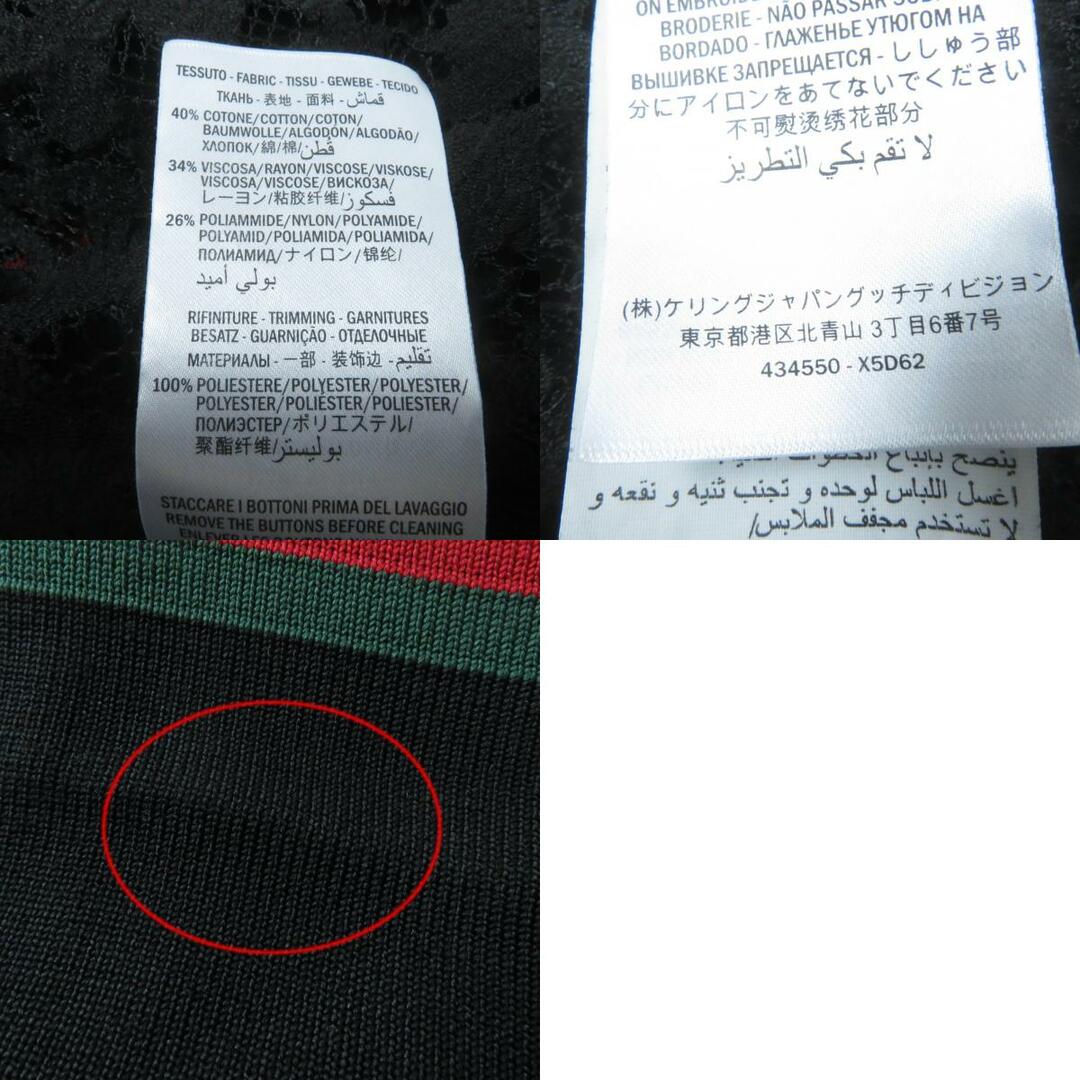 TESSUTO - FABRIC - TISSU - GEWEBE - TECIDO
ТКАНЬ - 表地 - 面料 - قماش
40% COTONE/COTTON/COTON/
BAUMWOLLE/ALGODÓN/ALGODÃO/
ХЛОПОК/綿/棉/قُطن
34% VISCOSA/RAYON/VISCOSE/VISKOSE/
VISCOSA/VISCOSE/ВИСКОЗА/
レーヨン/粘胶纤维/فسكوز
26% POLIAMMIDE/NYLON/POLYAMIDE/
POLYAMID/POLIAMIDA/POLIAMIDA/
ПОЛИАМИД/ナイロン/锦纶/
بولي أميد
RIFINITURE - TRIMMING - GARNITURES
BESATZ - GUARNIÇÃO - ОТДЕЛОЧНЫЕ
МАТЕРИАЛЫ - 一部 - 装饰边 - تقليم
100% POLIESTERE/POLYESTER/POLYESTER/
POLYESTER/POLIÉSTER/POLIESTER/
ПОЛИЭСТЕР/ポリエステル/
聚酯纤维/بوليستر
STACCARE I BOTTONI PRIMA DEL LAVAGGIO
REMOVE THE BUTTONS BEFORE CLEANING
BRODERIE - NÃO PASSAR
BORDADO - ГЛАЖЕНЬЕ УТЮГОМ НА
ВЫШИВКЕ ЗАПРЕЩАЕТСЯ - ししゅう部
分にアイロンをあてないでください
不可熨烫绣花部分
لا تقم بكي التطريز
(株)ケリングジャパングッチディビジョン
東京都港区北青山 3丁目6番7号
434550 - X5D62
ينصح بإتباع الخطوات
اغسل اللباس لوحده و تجنب ثنيه و نقعه و
لا تستخدم مجفف الملابس/